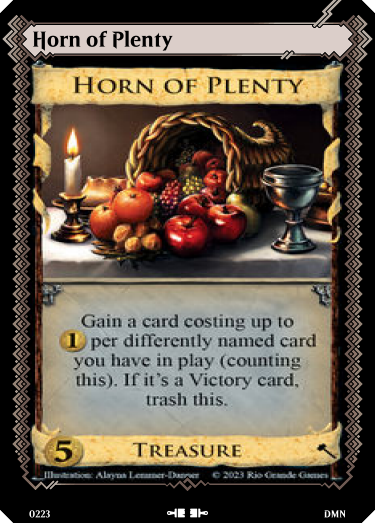 Horn of Plenty
HORN OF PLENTY
Gain a card costing up to
1 per differently named card
you have in play (counting
this). If it's a Victory card,
trash this.
5 TREASURE
Illustration: Alayna Lemmer-Danner © 2023 Rio Grande Games
0223 DMN